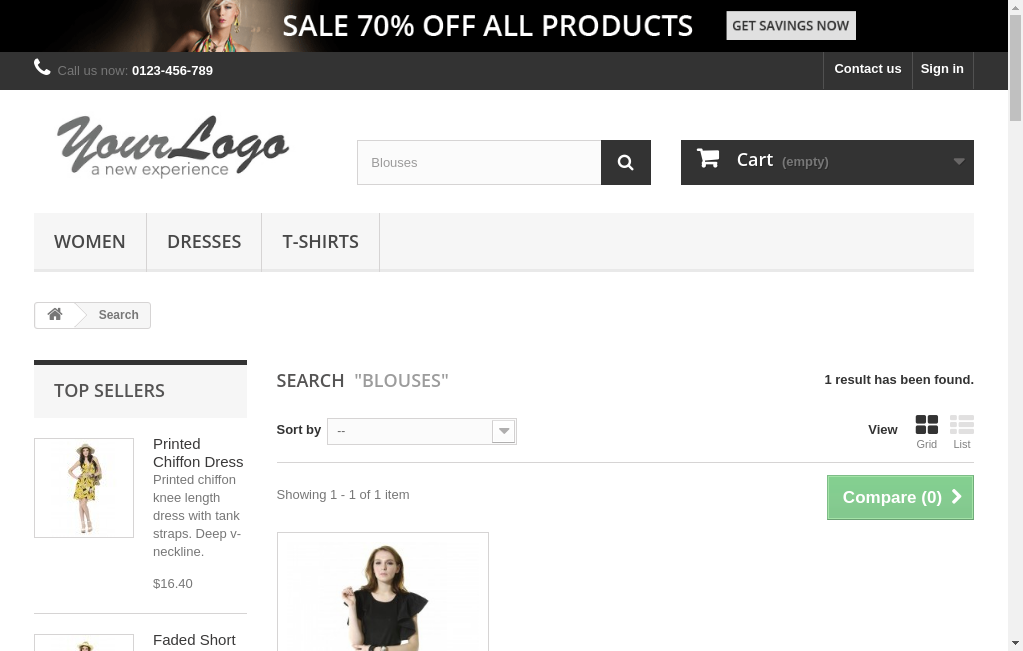 SALE 70% OFF ALL PRODUCTS GET SAVINGS NOW
Call us now: 0123-456-789 Contact us Sign in
YourLogo
a new experience
Blouses
Cart (empty)
WOMEN DRESSES T-SHIRTS
Search
TOP SELLERS
Printed
Chiffon Dress
Printed chiffon
knee length
dress with tank
straps. Deep v-
neckline.
$16.40
Faded Short
SEARCH "BLOUSES" 1 result has been found.
Sort by -- View Grid List
Showing 1 - 1 of 1 item Compare (0)